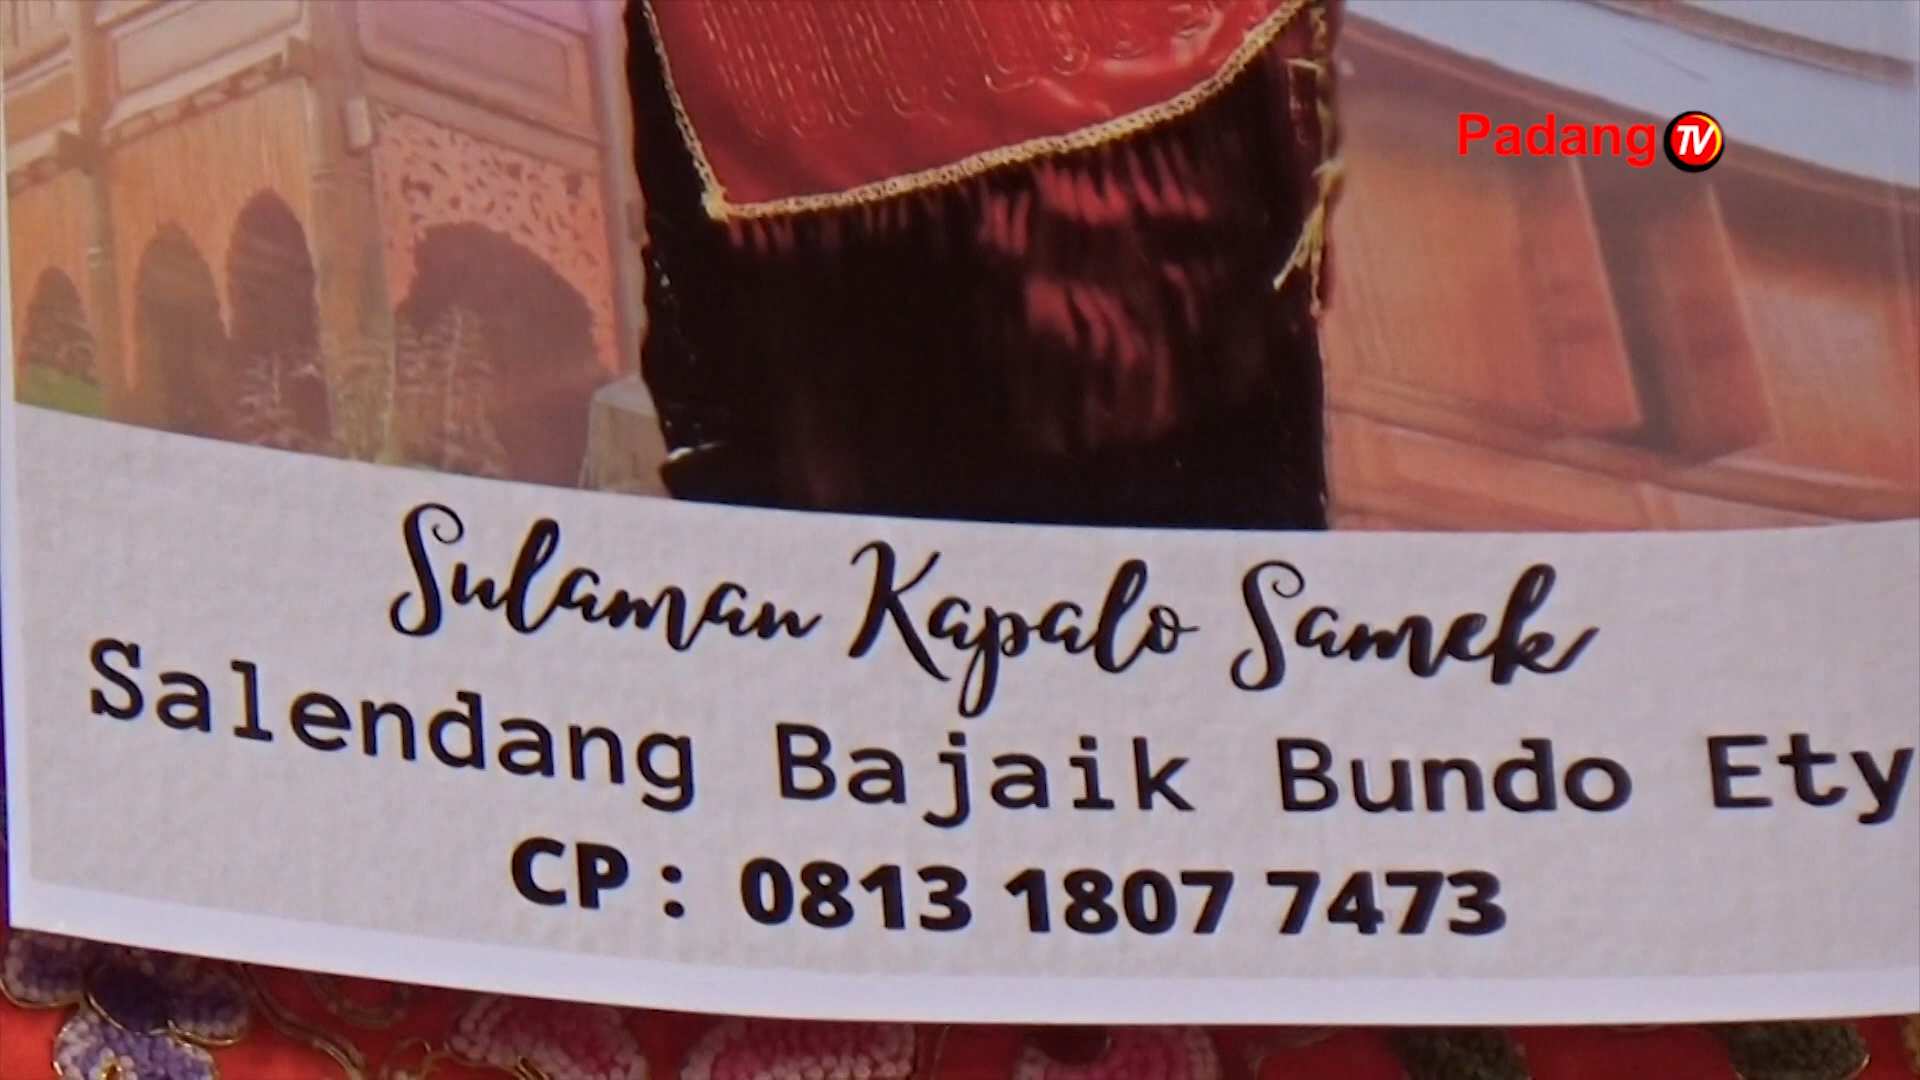 Padang TV
Sulaman Kapalo Samek
Salendang Bajaik Bundo Ety
CP : 0813 1807 7473